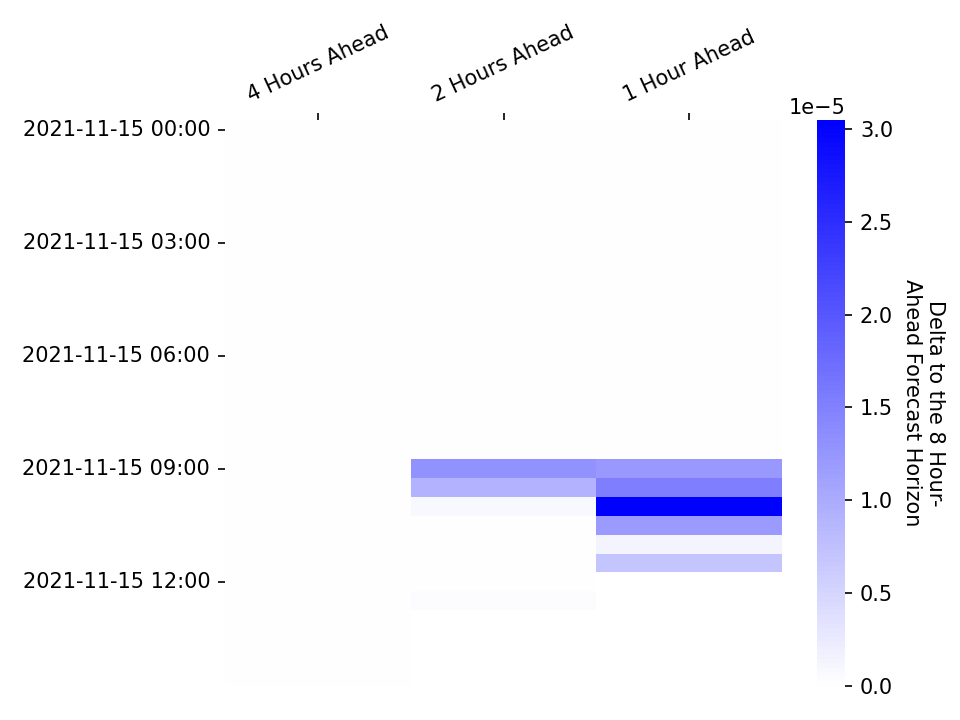 4 Hours Ahead
2 Hours Ahead
1 Hour Ahead
1e−5
2021-11-15 00:00
2021-11-15 03:00
2021-11-15 06:00
2021-11-15 09:00
2021-11-15 12:00
3.0
2.5
2.0
1.5
1.0
0.5
0.0
Delta to the 8 Hour-
Ahead Forecast Horizon